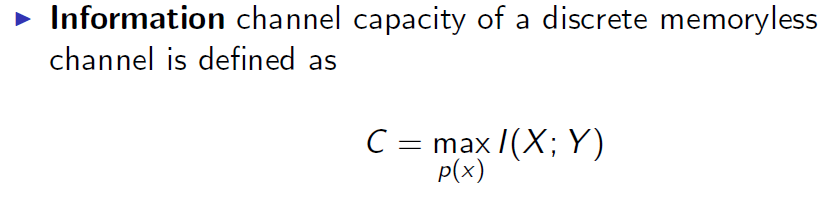 ▶ Information channel capacity of a discrete memoryless
channel is defined as
C = max I(X; Y)
p(x)